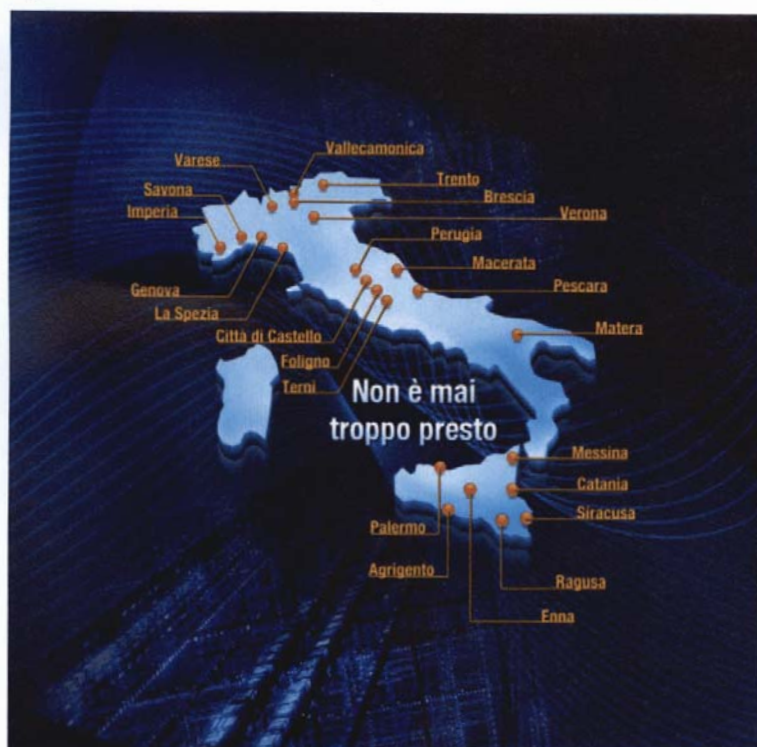 Vallecamonica
Varese
Trento
Savona
Brescia
Imperia
Verona
Perugia
Macerata
Genova
Pescara
La Spezia
Città di Castello
Matera
Foligno
Terni
Non è mai
troppo presto
Messina
Catania
Siracusa
Palermo
Agrigento
Ragusa
Enna